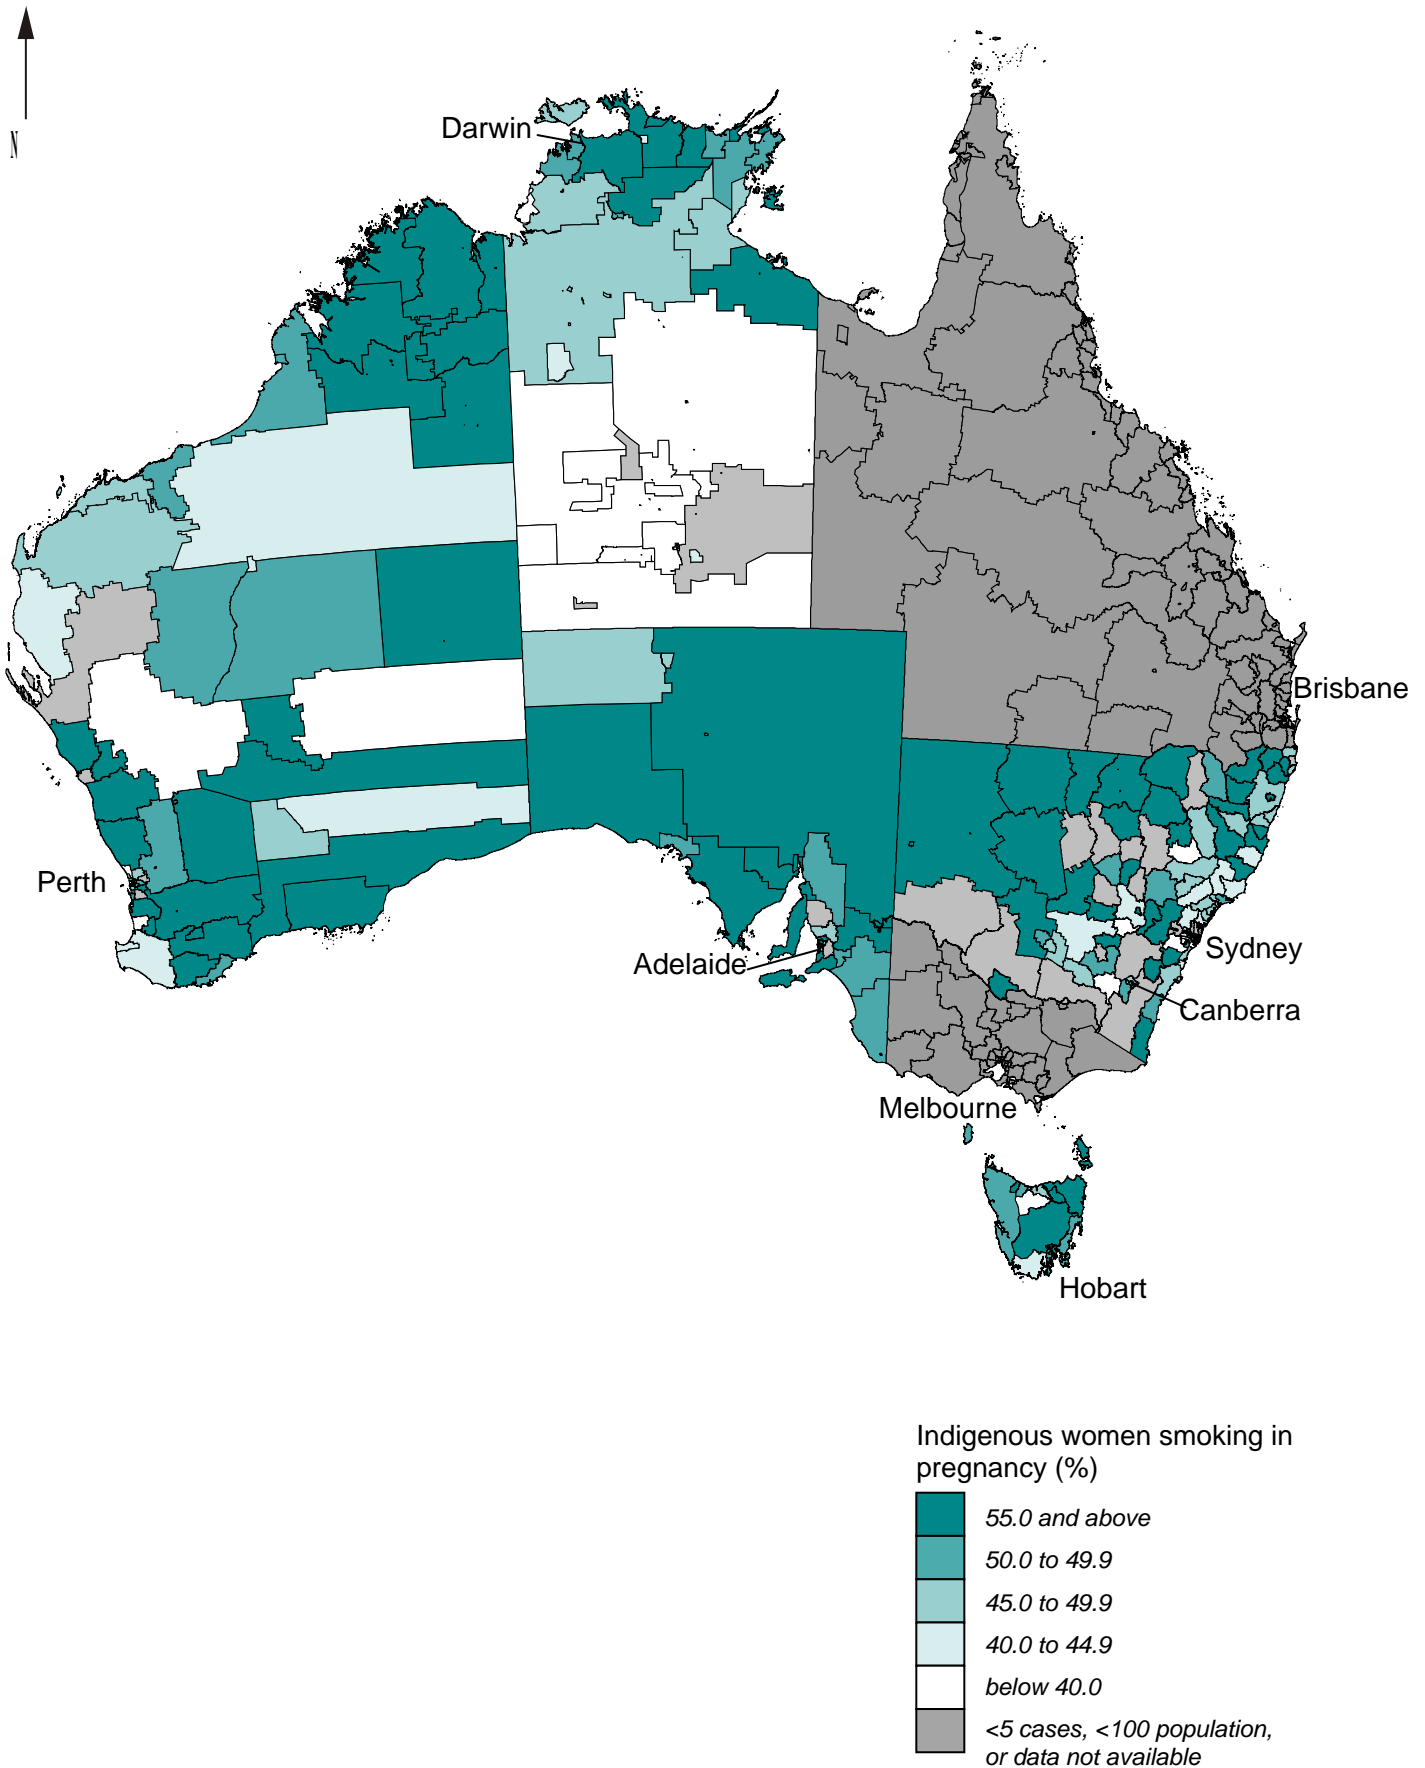 N
Darwin
Brisbane
Perth
Sydney
Adelaide
Canberra
Melbourne
Hobart
Indigenous women smoking in
pregnancy (%)
55.0 and above
50.0 to 49.9
45.0 to 49.9
40.0 to 44.9
below 40.0
<5 cases, <100 population,
or data not available